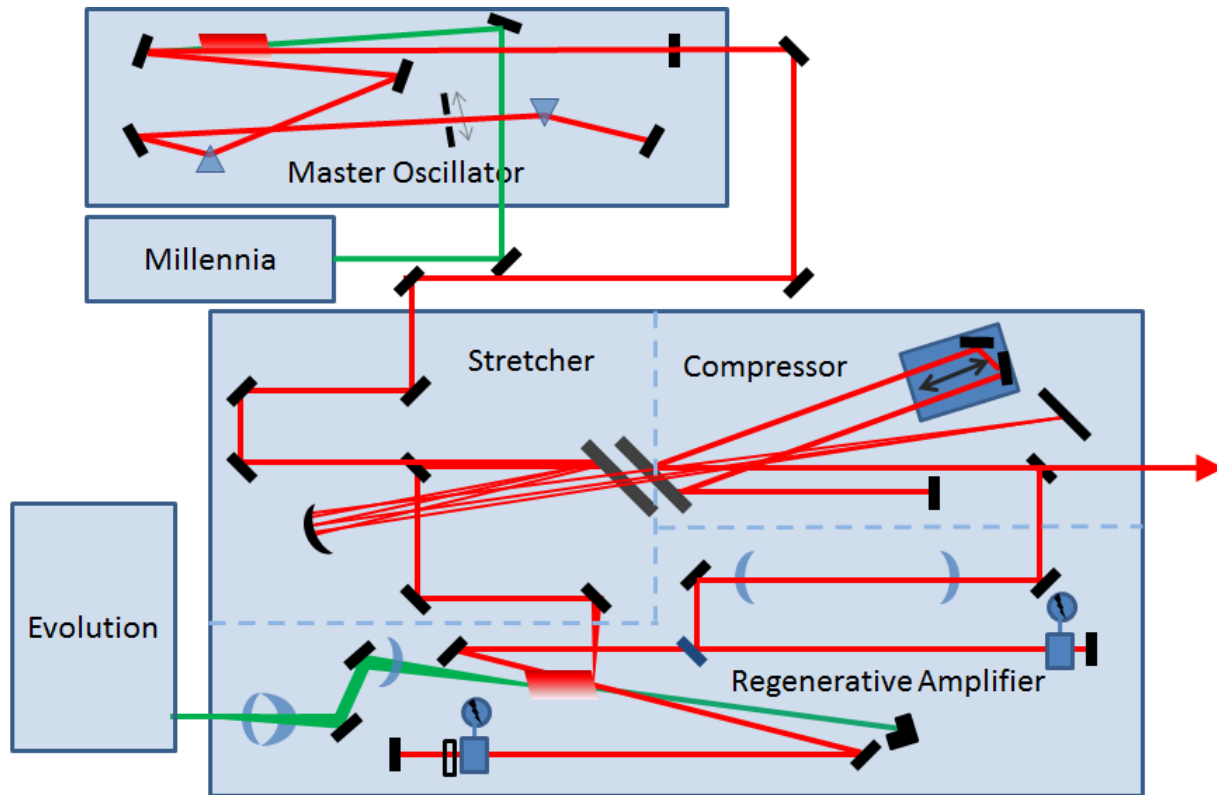 Master Oscillator
Millennia
Stretcher
Compressor
Evolution
Regenerative Amplifier